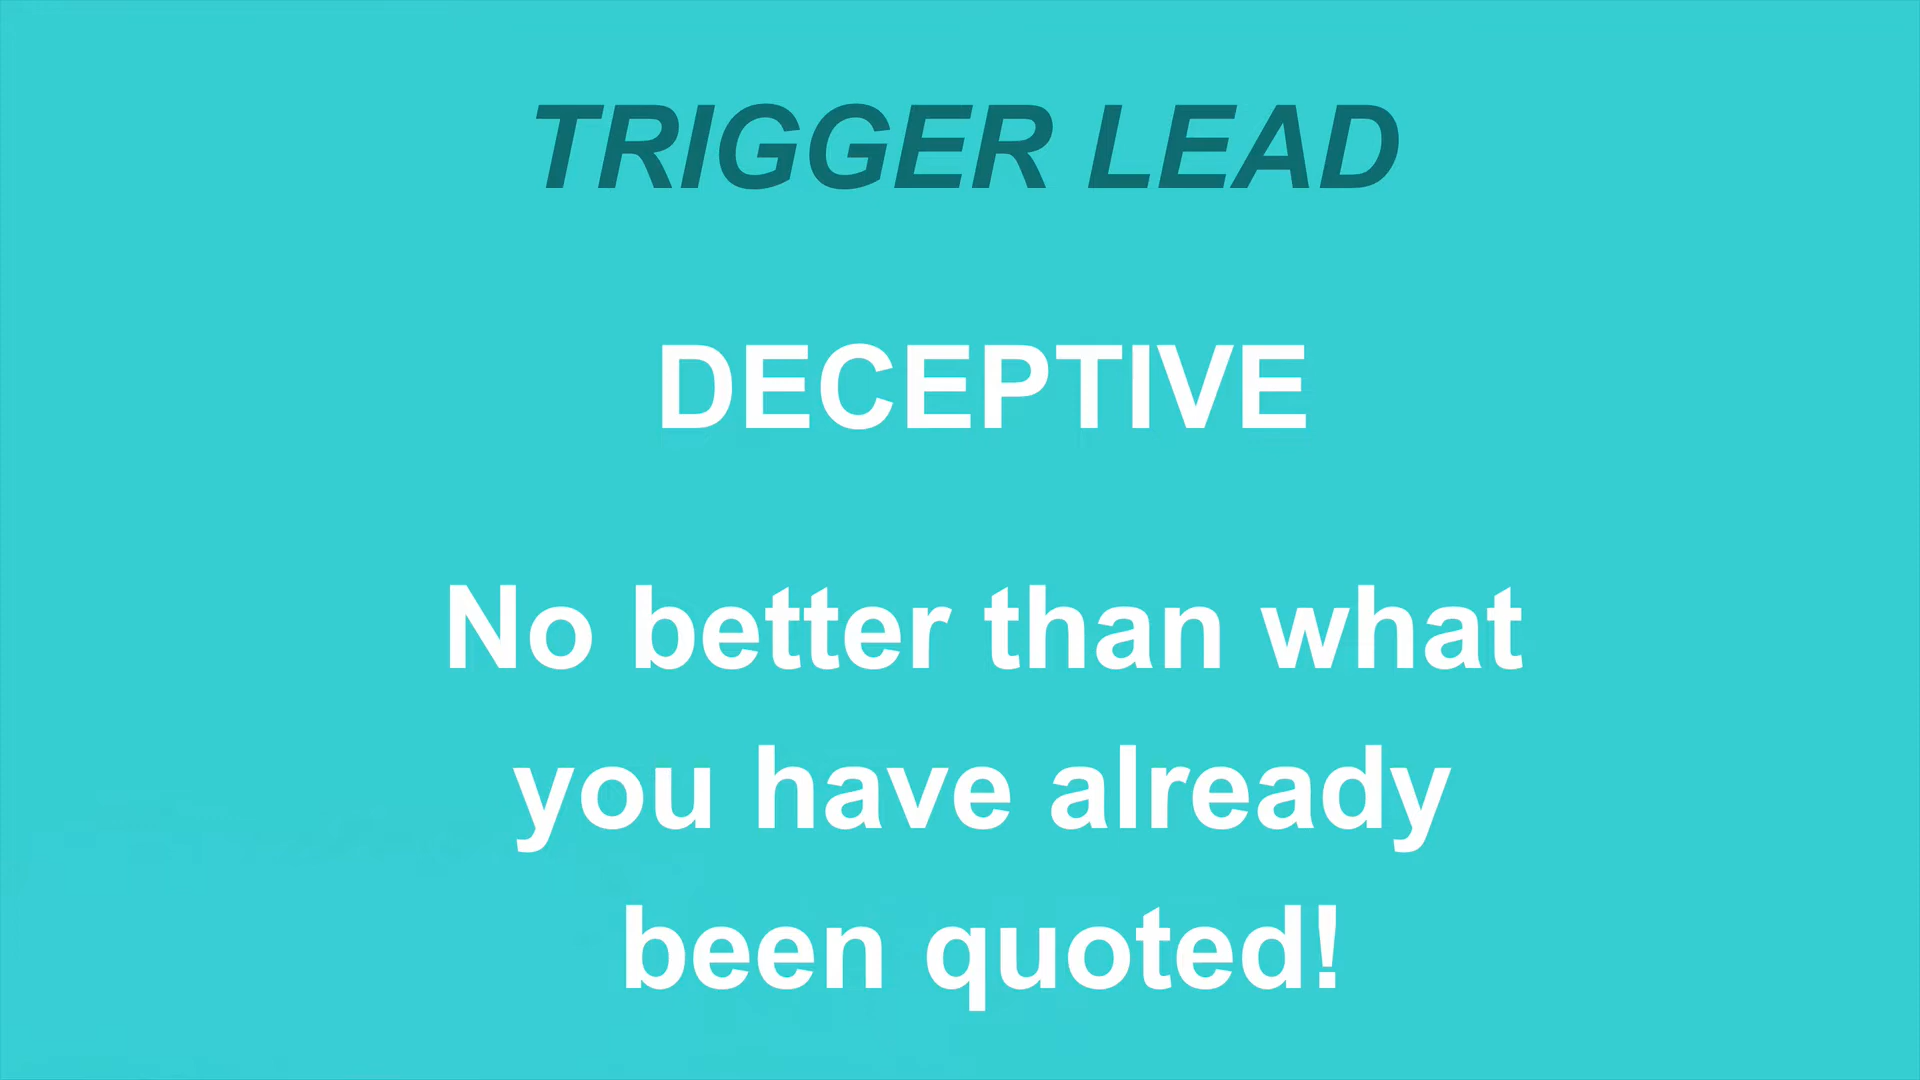 TRIGGER LEAD
DECEPTIVE
No better than what
you have already
been quoted!